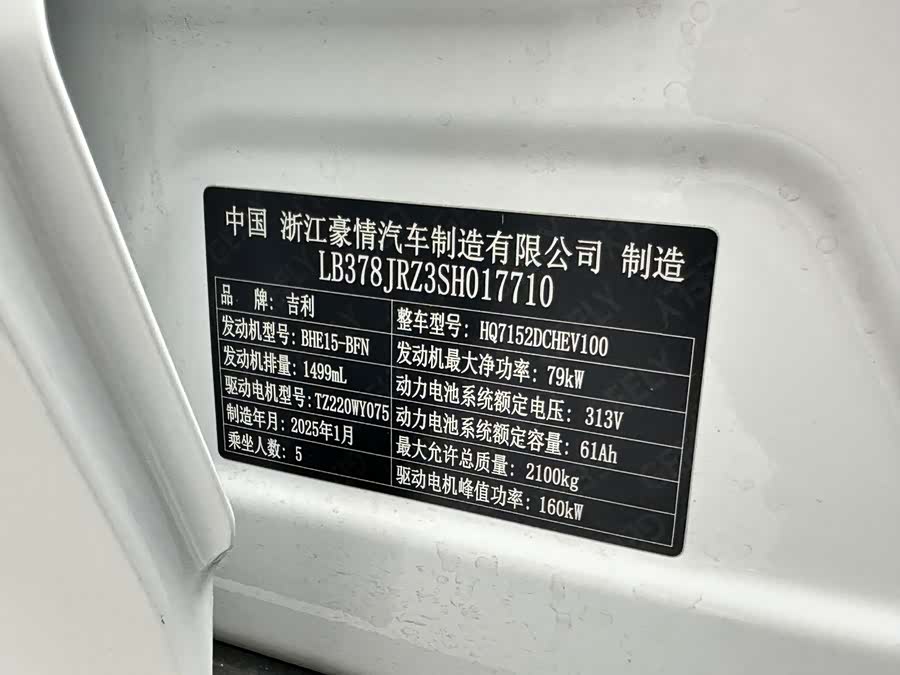 中国 浙江豪情汽车制造有限公司 制造
LB378JRZ3SH017710
品 牌: 吉利
整车型号: HQ7152DCHEV100
发动机型号: BHE15-BFN
发动机最大净功率: 79kW
发动机排量: 1499mL
动力电池系统额定电压: 313V
驱动电机型号: TZ220WY075
动力电池系统额定容量: 61Ah
制造年月: 2025年1月
最大允许总质量: 2100kg
乘坐人数: 5
驱动电机峰值功率: 160kW